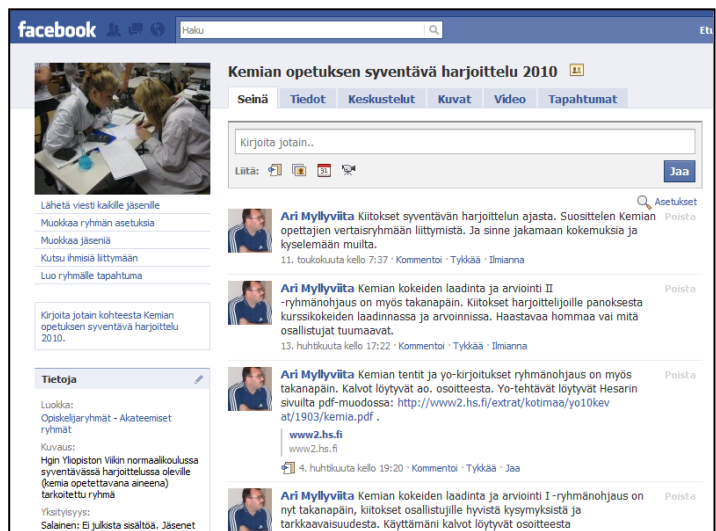 facebook
Haku
Etu
Kemian opetuksen syventävä harjoittelu 2010
Seinä Tiedot Keskustelut Kuvat Video Tapahtumat
Kirjoita jotain..
Liitä: 31 Jaa
Asetukset
Lähetä viesti kaikille jäsenille
Muokkaa ryhmän asetuksia
Muokkaa jäseniä
Kutsu ihmisiä liittymään
Luo ryhmälle tapahtuma
Kirjoita jotain kohteesta Kemian
opetuksen syventävä harjoittelu
2010.
Tietoja
Luokka:
Opiskelijaryhmät - Akateemiset
ryhmät
Kuvaus:
Hgin Yliopiston Viikin normaalikoulussa
syventävässä harjoittelussa oleville
(kemia opetettavana aineena)
tarkoitettu ryhmä
Yksityisyys:
Salainen: Ei julkista sisältöä. Jäsenet
Ari Myllyviita Kiitokset syventävän harjoittelun ajasta. Suosittelen Kemian Poista
opettajien vertaisryhmään liittymistä. Ja sinne jakamaan kokemuksia ja
kyselemään muilta.
11. toukokuuta kello 7:37 · Kommentoi · Tykkää · Ilmianna
Ari Myllyviita Kemian kokeiden laadinta ja arviointi II Poista
-ryhmänohjaus on myös takanapäin. Kiitokset harjoittelijoille panoksesta
kurssikokeiden laadinnassa ja arvoinnissa. Haastavaa hommaa vai mitä
osallistujat tuumaavat.
13. huhtikuuta kello 17:22 · Kommentoi · Tykkää · Ilmianna
Ari Myllyviita Kemian tentit ja yo-kirjoitukset ryhmänohjaus on myös Poista
takanapäin. Kalvot löytyvät ao. osoitteesta. Yo-tehtävät löytyvät Hesarin
sivuilta pdf-muodossa: http://www2.hs.fi/extrat/kotimaa/yo10kev
at/1903/kemia.pdf .
www2.hs.fi
www2.hs.fi
4. huhtikuuta kello 19:20 · Kommentoi · Tykkää · Jaa
Ari Myllyviita Kemian kokeiden laadinta ja arviointi I -ryhmänohjaus on Poista
nyt takanapäin, kiitokset osallistujille hyvistä kysymyksistä ja
tarkkaavaisuudesta. Käyttämäni kalvot löytyvät osoitteesta